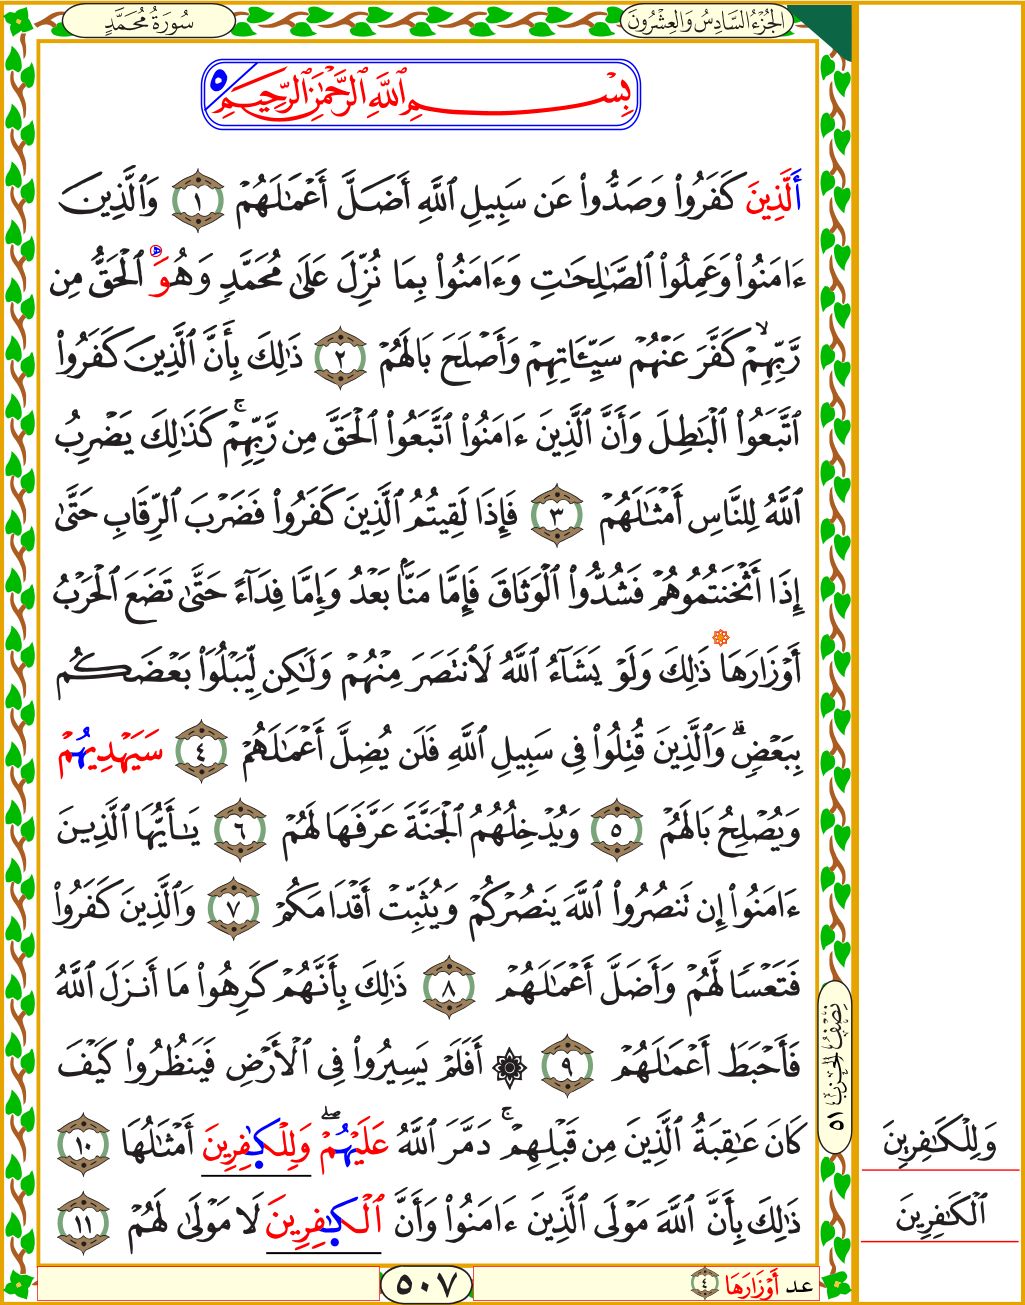 سُورَةُ مُحَمَّدٍ
الجُزْءُ السَّادِسُ وَالعِشْرُونَ
بِسْمِ ٱللَّهِ ٱلرَّحْمَٰنِ ٱلرَّحِيمِ ٥
أَلَّذِينَ كَفَرُوا۟ وَصَدُّوا۟ عَن سَبِيلِ ٱللَّهِ أَضَلَّ أَعْمَٰلَهُمْ ١ وَٱلَّذِينَ
ءَامَنُوا۟ وَعَمِلُوا۟ ٱلصَّٰلِحَٰتِ وَءَامَنُوا۟ بِمَا نُزِّلَ عَلَىٰ مُحَمَّدٍ وَهُوَ ٱلْحَقُّ مِن
رَّبِّهِمْ ۙ كَفَّرَ عَنْهُمْ سَيِّـَٔاتِهِمْ وَأَصْلَحَ بَالَهُمْ ٢ ذَٰلِكَ بِأَنَّ ٱلَّذِينَ كَفَرُوا۟
ٱتَّبَعُوا۟ ٱلْبَٰطِلَ وَأَنَّ ٱلَّذِينَ ءَامَنُوا۟ ٱتَّبَعُوا۟ ٱلْحَقَّ مِن رَّبِّهِمْ ۚ كَذَٰلِكَ يَضْرِبُ
ٱللَّهُ لِلنَّاسِ أَمْثَٰلَهُمْ ٣ فَإِذَا لَقِيتُمُ ٱلَّذِينَ كَفَرُوا۟ فَضَرْبَ ٱلرِّقَابِ حَتَّىٰ
إِذَا أَثْخَنتُمُوهُمْ فَشُدُّوا۟ ٱلْوَثَاقَ فَإِمَّا مَنًّۢا بَعْدُ وَإِمَّا فِدَآءً حَتَّىٰ تَضَعَ ٱلْحَرْبُ
أَوْزَارَهَا ذَٰلِكَ وَلَوْ يَشَآءُ ٱللَّهُ لَٱنتَصَرَ مِنْهُمْ وَلَٰكِن لِّيَبْلُوَا۟ بَعْضَكُم
بِبَعْضٍ ۗ وَٱلَّذِينَ قُتِلُوا۟ فِى سَبِيلِ ٱللَّهِ فَلَن يُضِلَّ أَعْمَٰلَهُمْ ٤ سَيَهْدِيهُمْ
وَيُصْلِحُ بَالَهُمْ ٥ وَيُدْخِلُهُمُ ٱلْجَنَّةَ عَرَّفَهَا لَهُمْ ٦ يَٰٓأَيُّهَا ٱلَّذِينَ
ءَامَنُوا۟ إِن تَنصُرُوا۟ ٱللَّهَ يَنصُرْكُمْ وَيُثَبِّتْ أَقْدَامَكُمْ ٧ وَٱلَّذِينَ كَفَرُوا۟
فَتَعْسًا لَّهُمْ وَأَضَلَّ أَعْمَٰلَهُمْ ٨ ذَٰلِكَ بِأَنَّهُمْ كَرِهُوا۟ مَا أَنزَلَ ٱللَّهُ
فَأَحْبَطَ أَعْمَٰلَهُمْ ٩ ۞ أَفَلَمْ يَسِيرُوا۟ فِى ٱلْأَرْضِ فَيَنظُرُوا۟ كَيْفَ
كَانَ عَٰقِبَةُ ٱلَّذِينَ مِن قَبْلِهِمْ ۚ دَمَّرَ ٱللَّهُ عَلَيْهُمْ ۖ وَلِلْكَٰفِرِينَ أَمْثَٰلُهَا ١٠
ذَٰلِكَ بِأَنَّ ٱللَّهَ مَوْلَى ٱلَّذِينَ ءَامَنُوا۟ وَأَنَّ ٱلْكَٰفِرِينَ لَا مَوْلَىٰ لَهُمْ ١١
نِصْفُ الحِزْبِ ٥١
وَلِلْكَٰفِرِينَ
ٱلْكَٰفِرِينَ
عد أَوْزَارَهَا ٤
٥٠٧